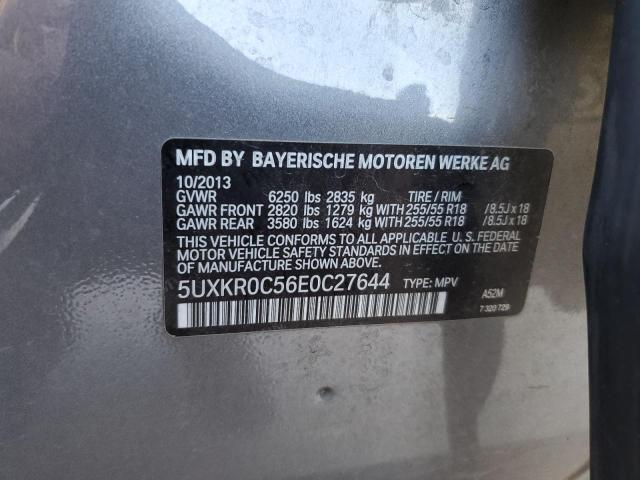 MFD BY BAYERISCHE MOTOREN WERKE AG
10/2013
GVWR 6250 lbs 2835 kg TIRE / RIM
GAWR FRONT 2820 lbs 1279 kg WITH 255/55 R18 /8.5J x 18
GAWR REAR 3580 lbs 1624 kg WITH 255/55 R18 /8.5J x 18
THIS VEHICLE CONFORMS TO ALL APPLICABLE U. S. FEDERAL
MOTOR VEHICLE SAFETY STANDARDS IN EFFECT ON THE DATE
OF MANUFACTURE SHOWN ABOVE.
5UXKR0C56E0C27644 TYPE: MPV A52M
7 320 729